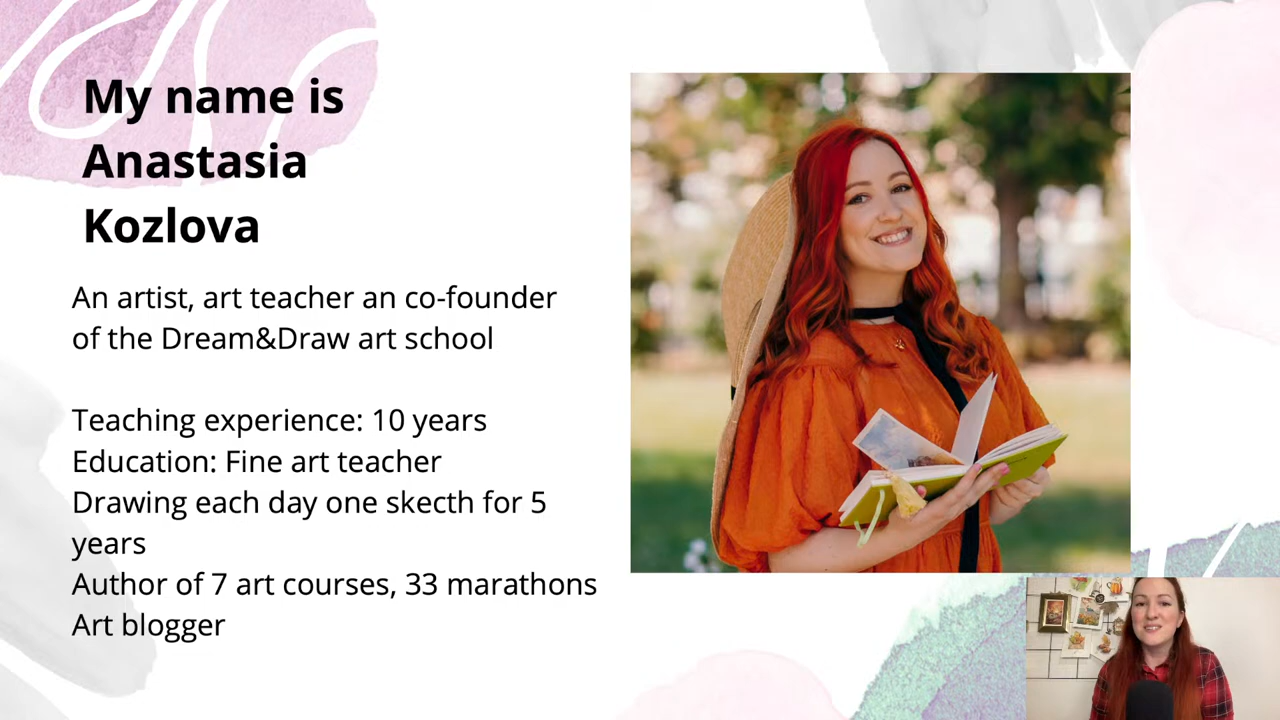 My name is
Anastasia
Kozlova
An artist, art teacher an co-founder
of the Dream&Draw art school
Teaching experience: 10 years
Education: Fine art teacher
Drawing each day one skecth for 5
years
Author of 7 art courses, 33 marathons
Art blogger